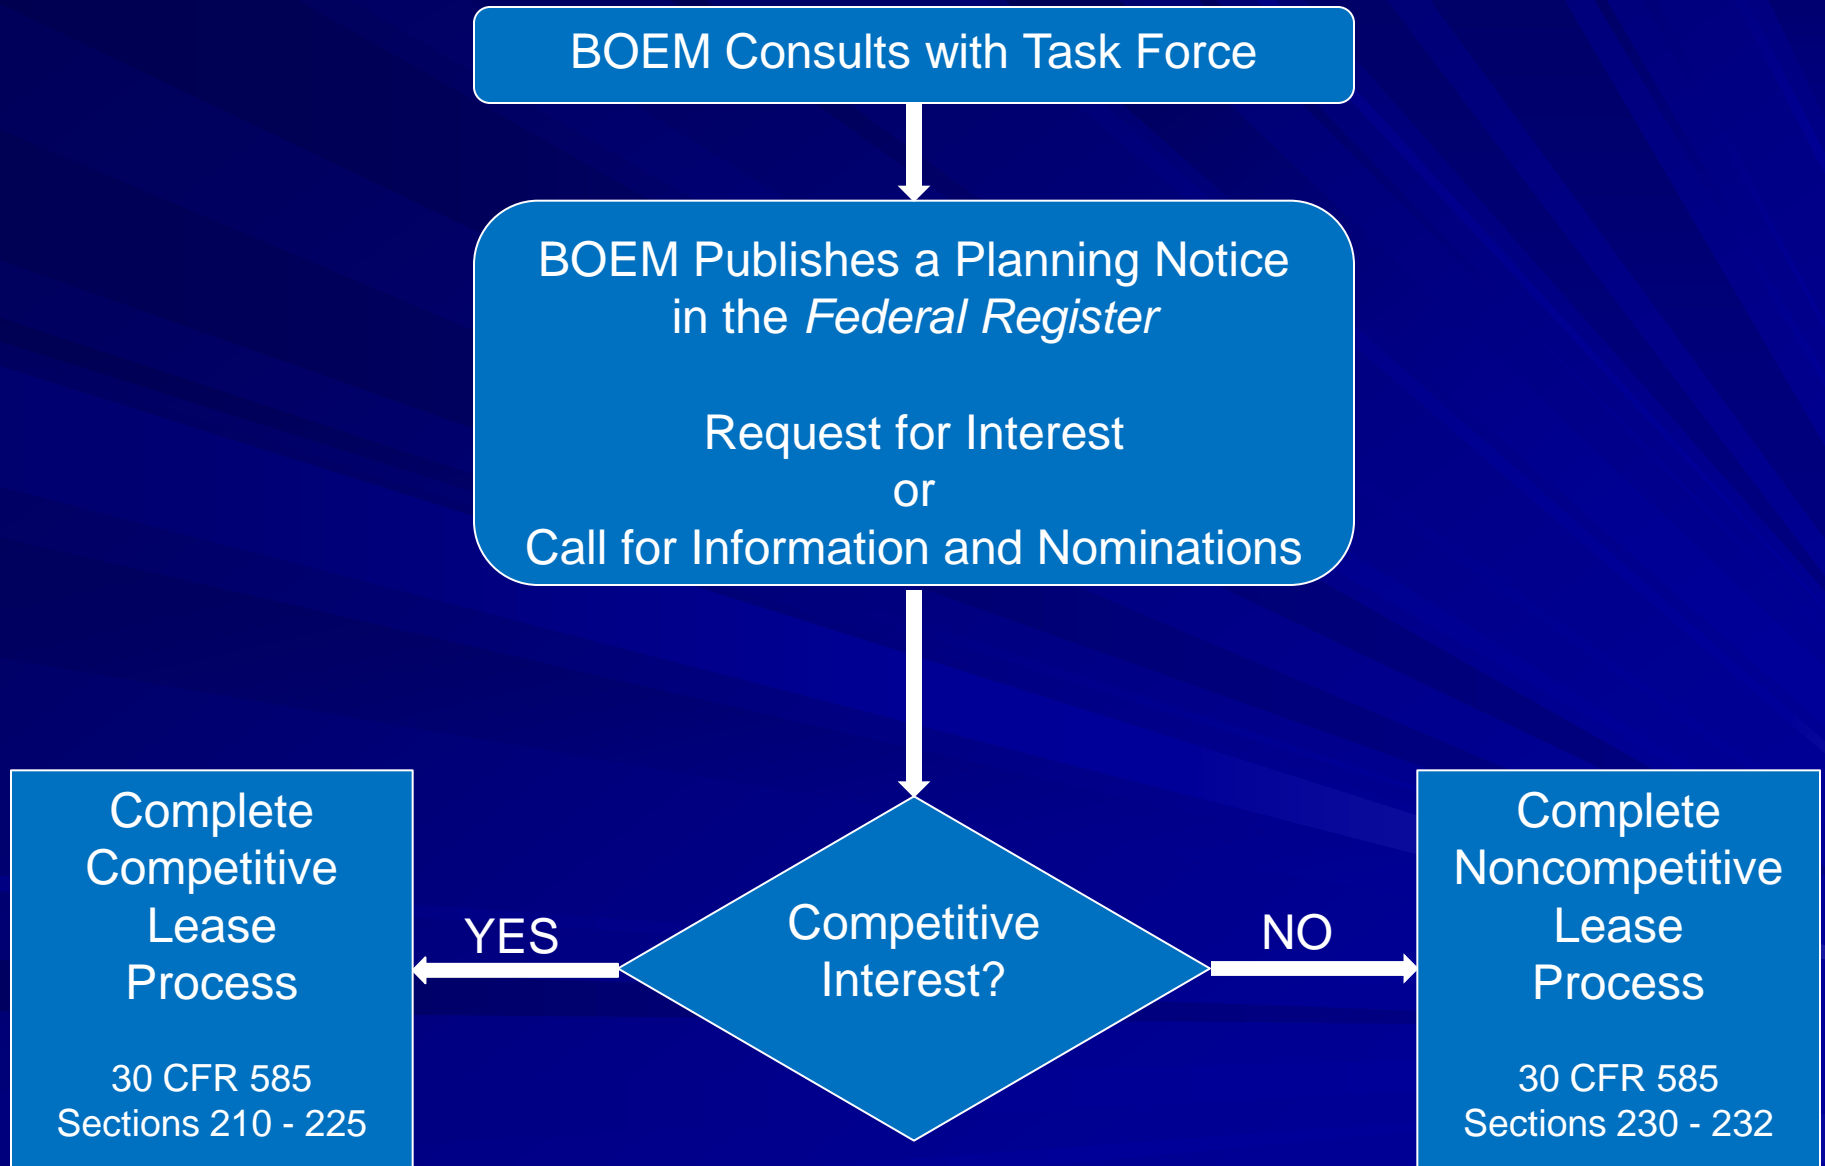 BOEM Consults with Task Force
BOEM Publishes a Planning Notice
in the Federal Register
Request for Interest
or
Call for Information and Nominations
Complete
Competitive
Lease
Process
30 CFR 585
Sections 210 - 225
YES
Competitive
Interest?
NO
Complete
Noncompetitive
Lease
Process
30 CFR 585
Sections 230 - 232